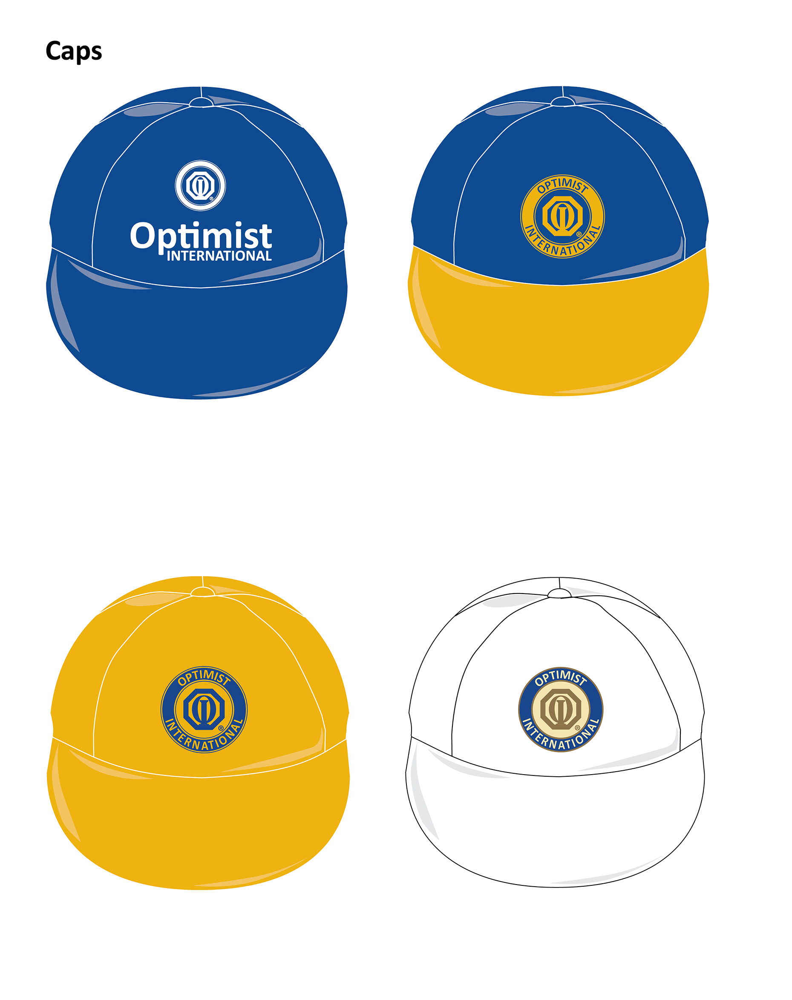 Caps
®
Optimist
INTERNATIONAL
OPTIMIST
®
INTERNATIONAL
OPTIMIST
®
INTERNATIONAL
OPTIMIST
®
INTERNATIONAL